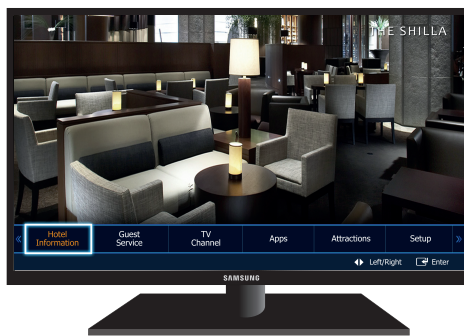 THE SHILLA
« Hotel Information Guest Service TV Channel Apps Attractions Setup »
Left/Right Enter
SAMSUNG